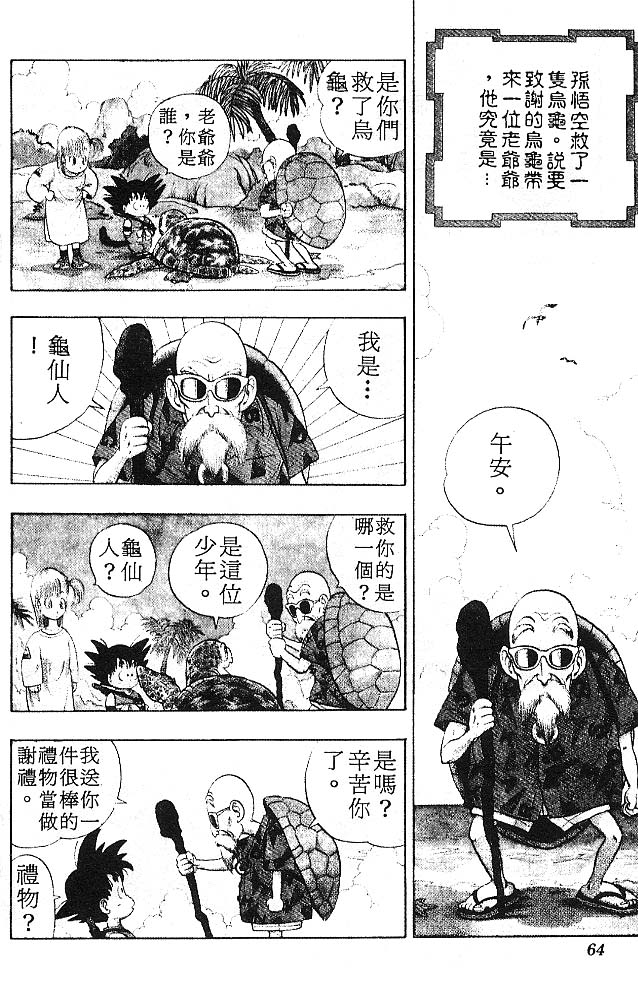 孫悟空救了一
隻烏龜。說要
致謝的烏龜帶
來一位老爺爺
，他究竟是…
午安。
是你們
救了烏
龜？
老爺爺
，你是
誰？
我是…
龜仙人
！
救你的是
哪一個？
是這位
少年。
龜仙
人？
是嗎？
辛苦你
了。
我送你一
件很棒的
禮物當做
謝禮。
禮物？
64